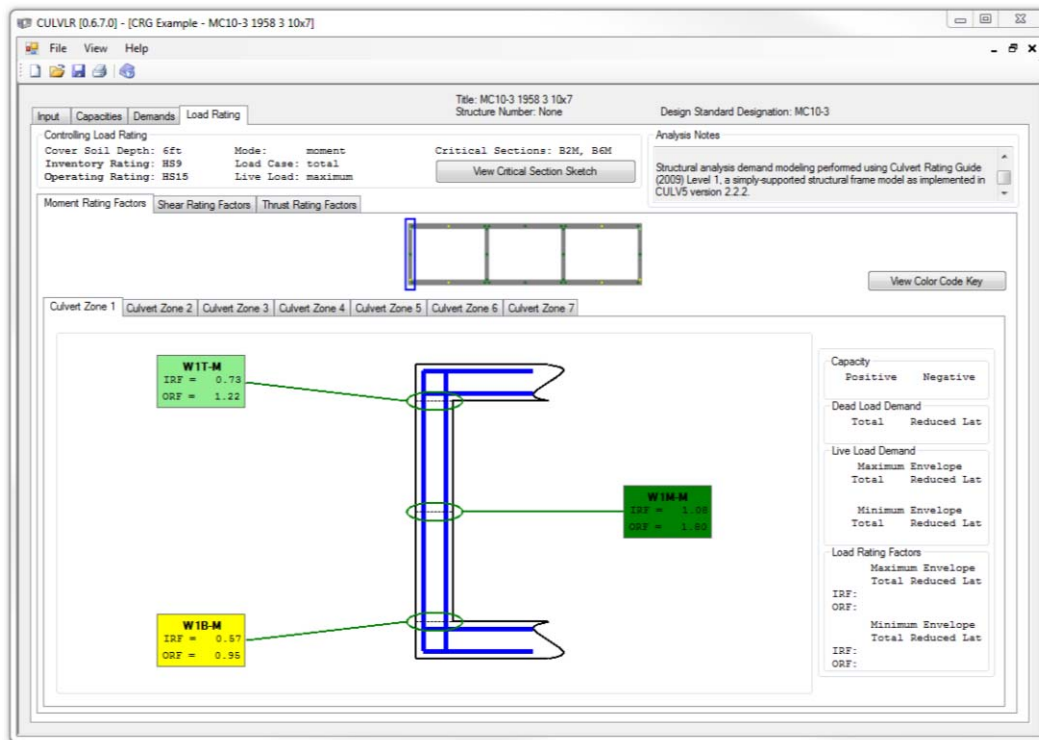 CULVLR [0.6.7.0] - [CRG Example - MC10-3 1958 3 10x7]
File View Help
Title: MC10-3 1958 3 10x7
Structure Number: None
Design Standard Designation: MC10-3
Input Capacities Demands Load Rating
Controlling Load Rating
Cover Soil Depth: 6ft Mode: moment Critical Sections: B2M, B6M
Inventory Rating: HS9 Load Case: total
Operating Rating: HS15 Live Load: maximum
View Critical Section Sketch
Analysis Notes
Structural analysis demand modeling performed using Culvert Rating Guide
(2009) Level 1, a simply-supported structural frame model as implemented in
CULV5 version 2.2.2.
Moment Rating Factors Shear Rating Factors Thrust Rating Factors
View Color Code Key
Culvert Zone 1 Culvert Zone 2 Culvert Zone 3 Culvert Zone 4 Culvert Zone 5 Culvert Zone 6 Culvert Zone 7
W1T-M
IRF = 0.73
ORF = 1.22
W1M-M
IRF = 1.08
ORF = 1.80
W1B-M
IRF = 0.57
ORF = 0.95
Capacity
Positive Negative
Dead Load Demand
Total Reduced Lat
Live Load Demand
Maximum Envelope
Total Reduced Lat
Minimum Envelope
Total Reduced Lat
Load Rating Factors
Maximum Envelope
Total Reduced Lat
IRF:
ORF:
Minimum Envelope
Total Reduced Lat
IRF:
ORF: